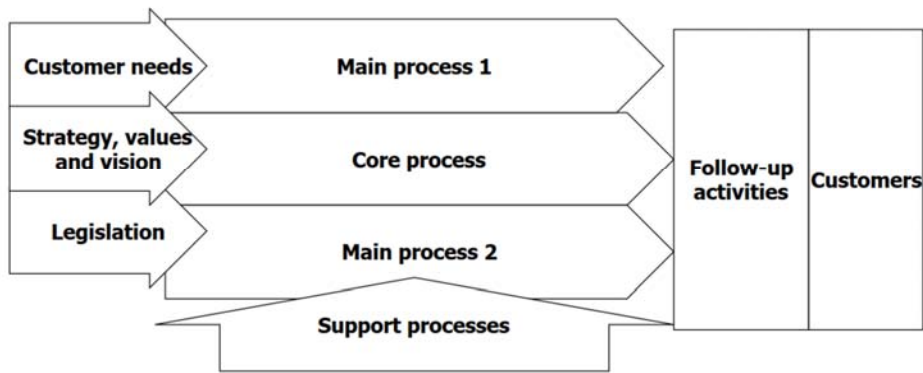 Customer needs
Main process 1
Strategy, values
and vision
Core process
Follow-up
activities
Customers
Legislation
Main process 2
Support processes